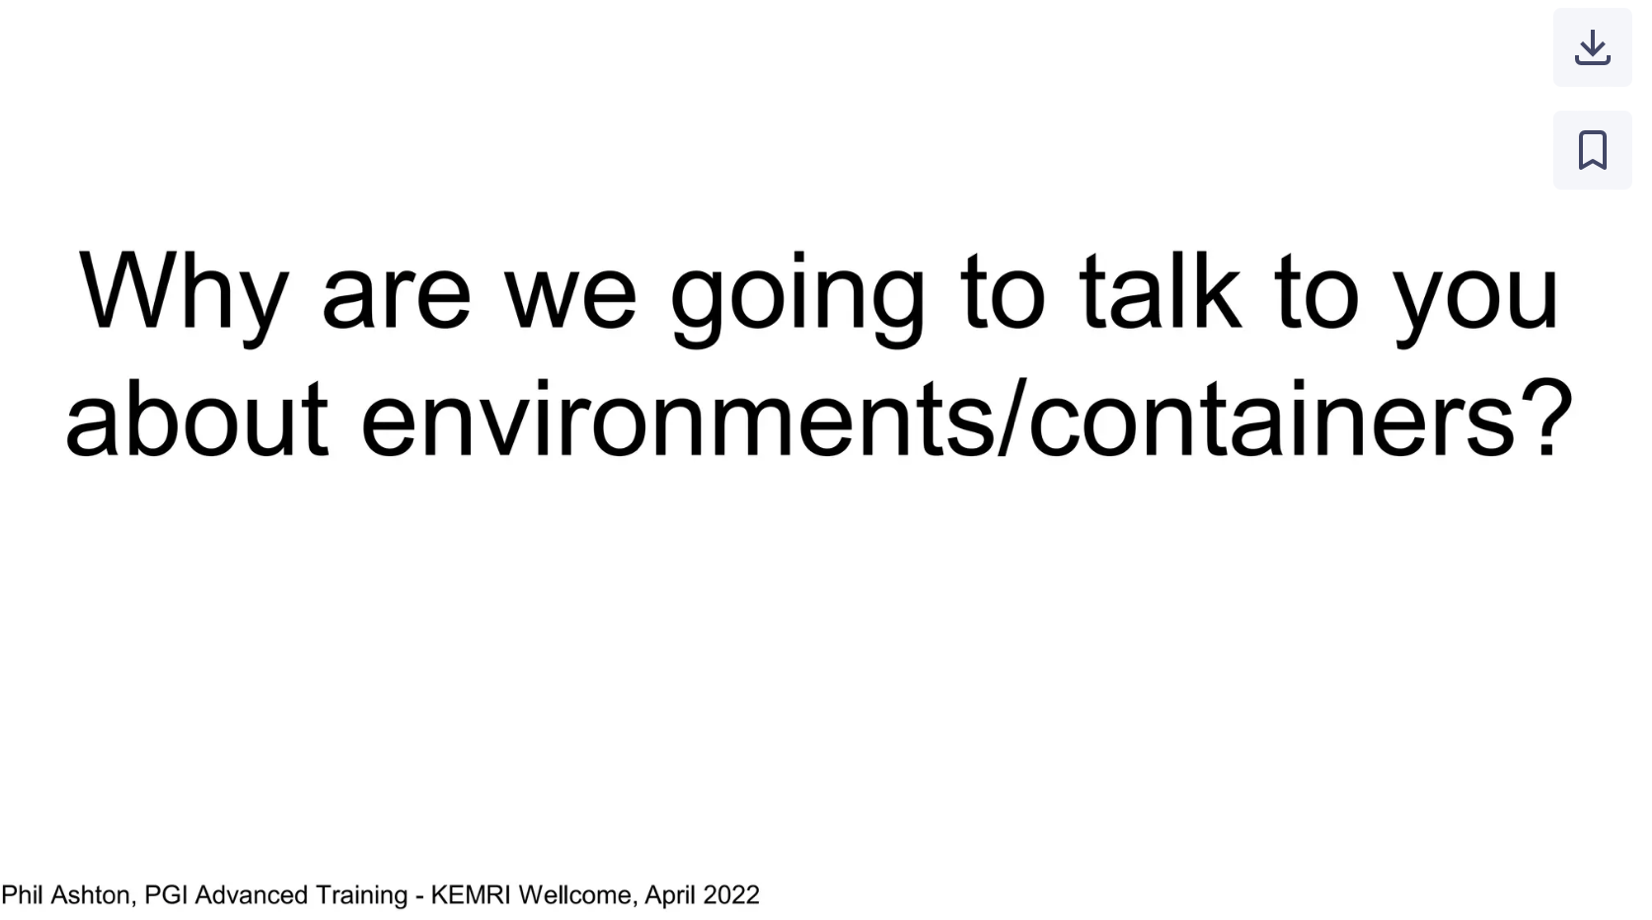 Why are we going to talk to you
about environments/containers?
Phil Ashton, PGI Advanced Training - KEMRI Wellcome, April 2022